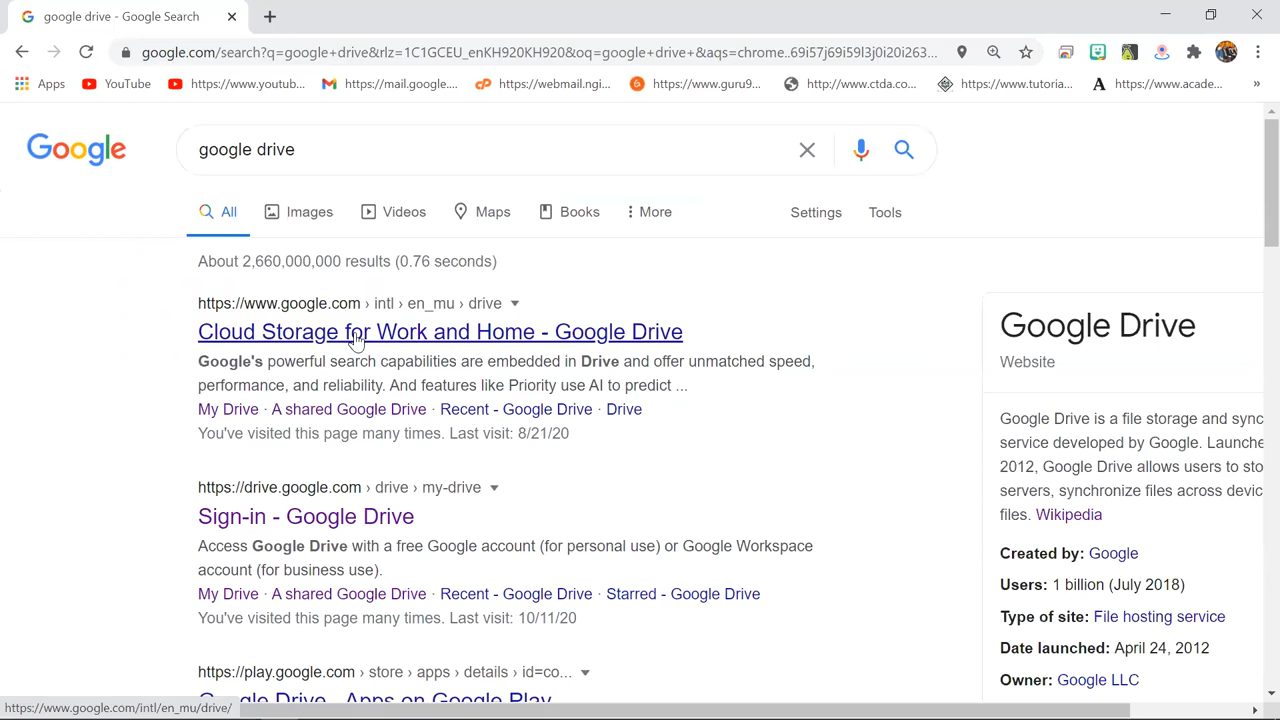 google drive - Google Search
google.com/search?q=google+drive&rlz=1C1GCEU_enKH920KH920&oq=google+drive+&aqs=chrome..69i57j69i59l3j0i20i263...
Apps YouTube https://www.youtub... https://mail.google.... https://webmail.ngi... https://www.guru9... http://www.ctda.co... https://www.tutoria... https://www.acade... »
Google
google drive
All Images Videos Maps Books More Settings Tools
About 2,660,000,000 results (0.76 seconds)
https://www.google.com › intl › en_mu › drive
Cloud Storage for Work and Home - Google Drive
Google's powerful search capabilities are embedded in Drive and offer unmatched speed,
performance, and reliability. And features like Priority use AI to predict ...
My Drive · A shared Google Drive · Recent - Google Drive · Drive
You've visited this page many times. Last visit: 8/21/20
https://drive.google.com › drive › my-drive
Sign-in - Google Drive
Access Google Drive with a free Google account (for personal use) or Google Workspace
account (for business use).
My Drive · A shared Google Drive · Recent - Google Drive · Starred - Google Drive
You've visited this page many times. Last visit: 10/11/20
https://play.google.com › store › apps › details › id=co...
Google Drive - Apps on Google Play
Google Drive
Website
Google Drive is a file storage and sync
service developed by Google. Launche
2012, Google Drive allows users to sto
servers, synchronize files across devic
files. Wikipedia
Created by: Google
Users: 1 billion (July 2018)
Type of site: File hosting service
Date launched: April 24, 2012
Owner: Google LLC
https://www.google.com/intl/en_mu/drive/